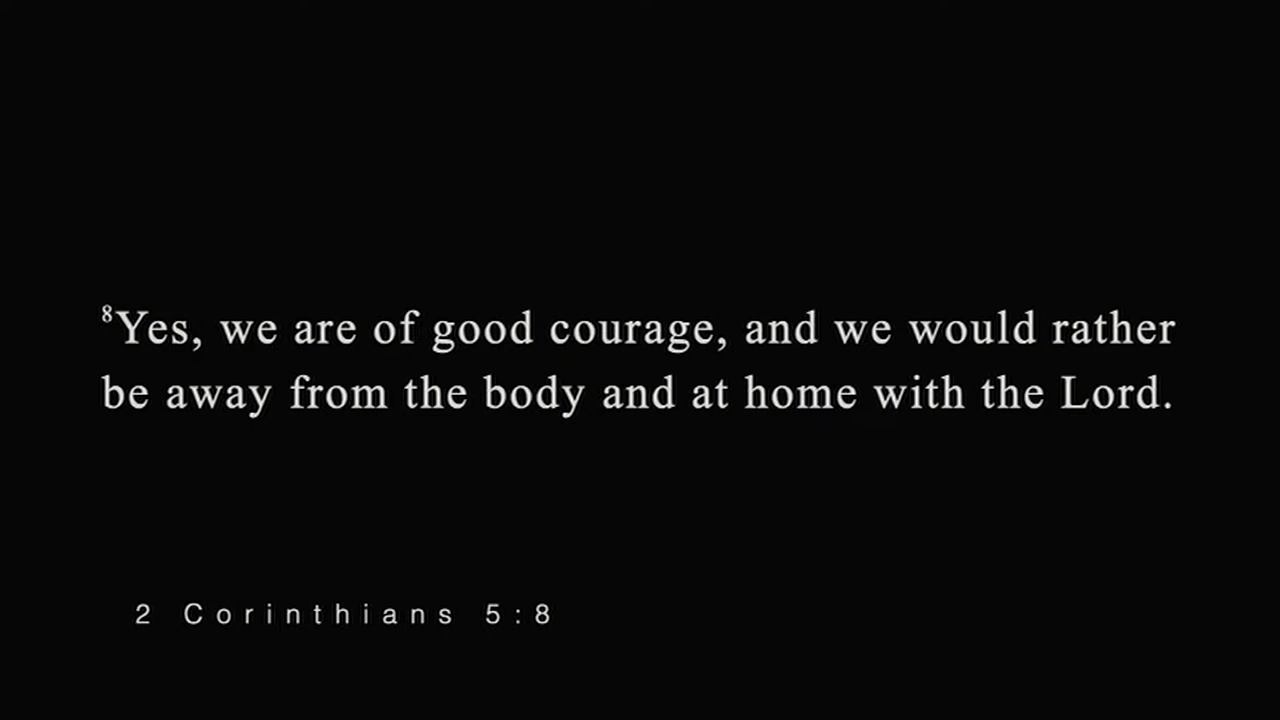 ⁸Yes, we are of good courage, and we would rather
be away from the body and at home with the Lord.
2 Corinthians 5:8